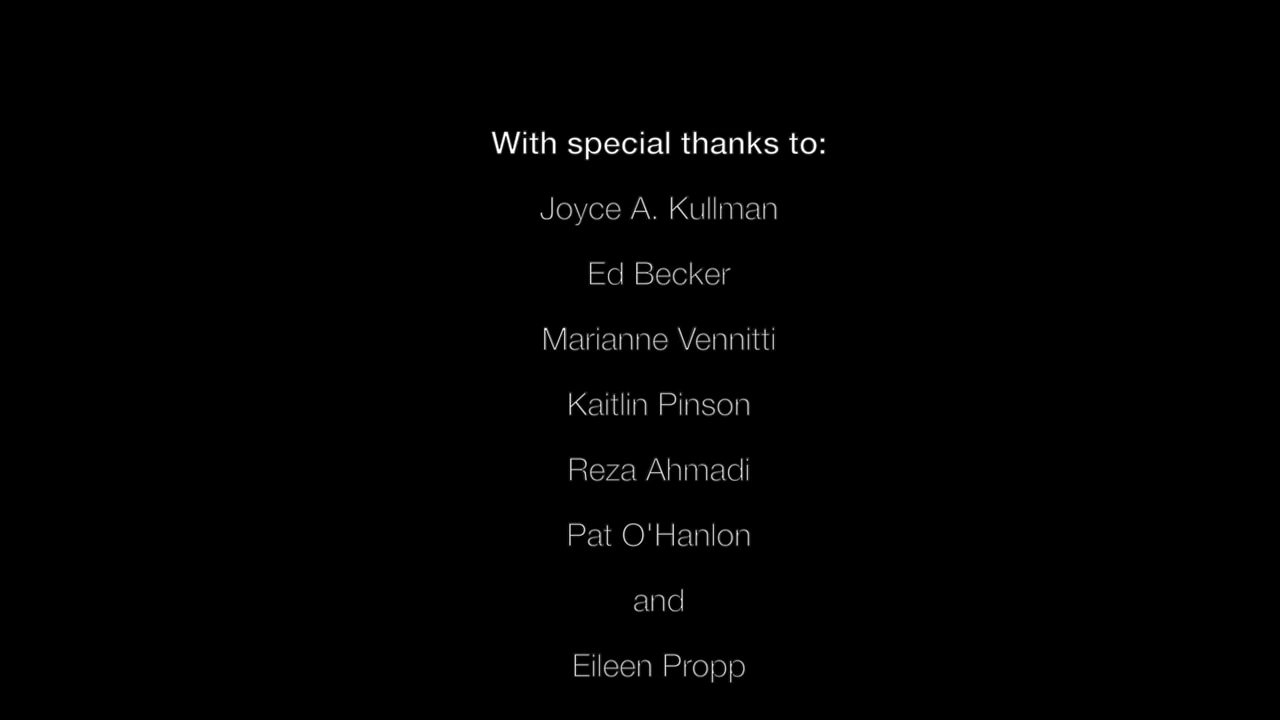 With special thanks to:
Joyce A. Kullman
Ed Becker
Marianne Vennitti
Kaitlin Pinson
Reza Ahmadi
Pat O'Hanlon
and
Eileen Propp